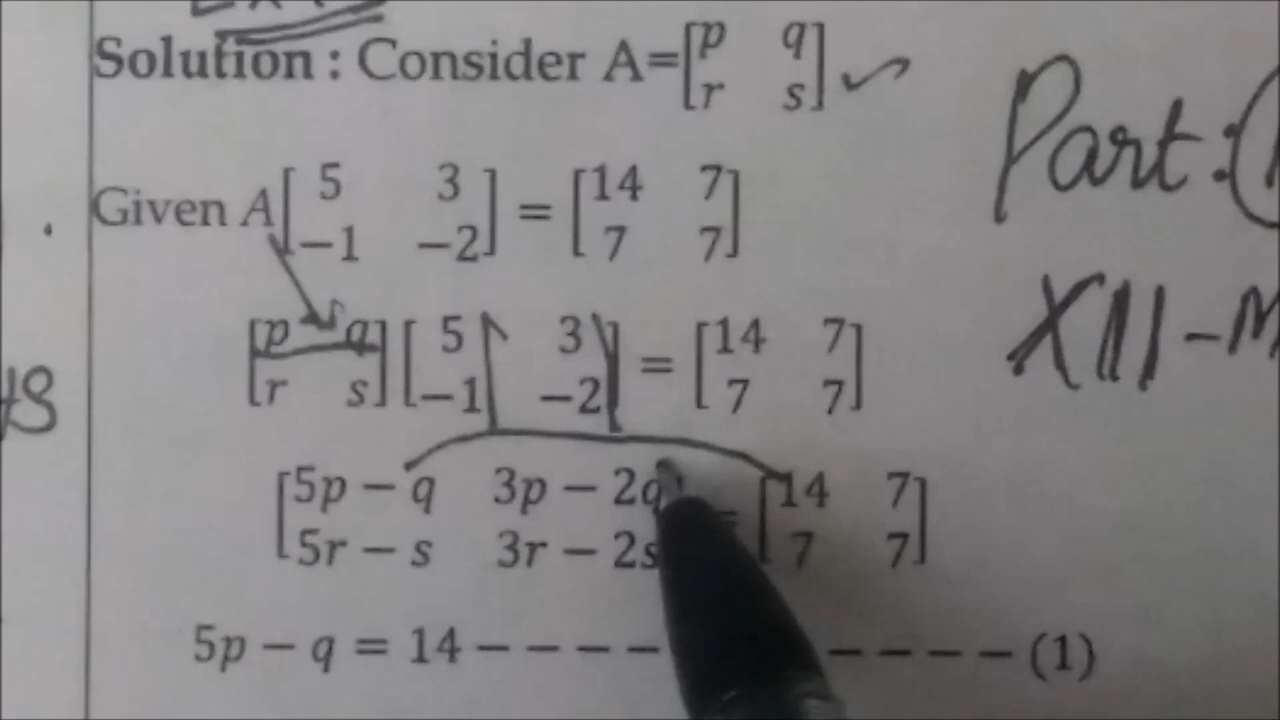 Solution : Consider A=[p q
r s]
Given A[5 3
−1 −2] = [14 7
7 7]
[p q
r s][5 3
−1 −2] = [14 7
7 7]
[5p − q 3p − 2q] = [14 7
5r − s 3r − 2s 7 7]
5p − q = 14 − − − − − − − − (1)
Part:
XII-M